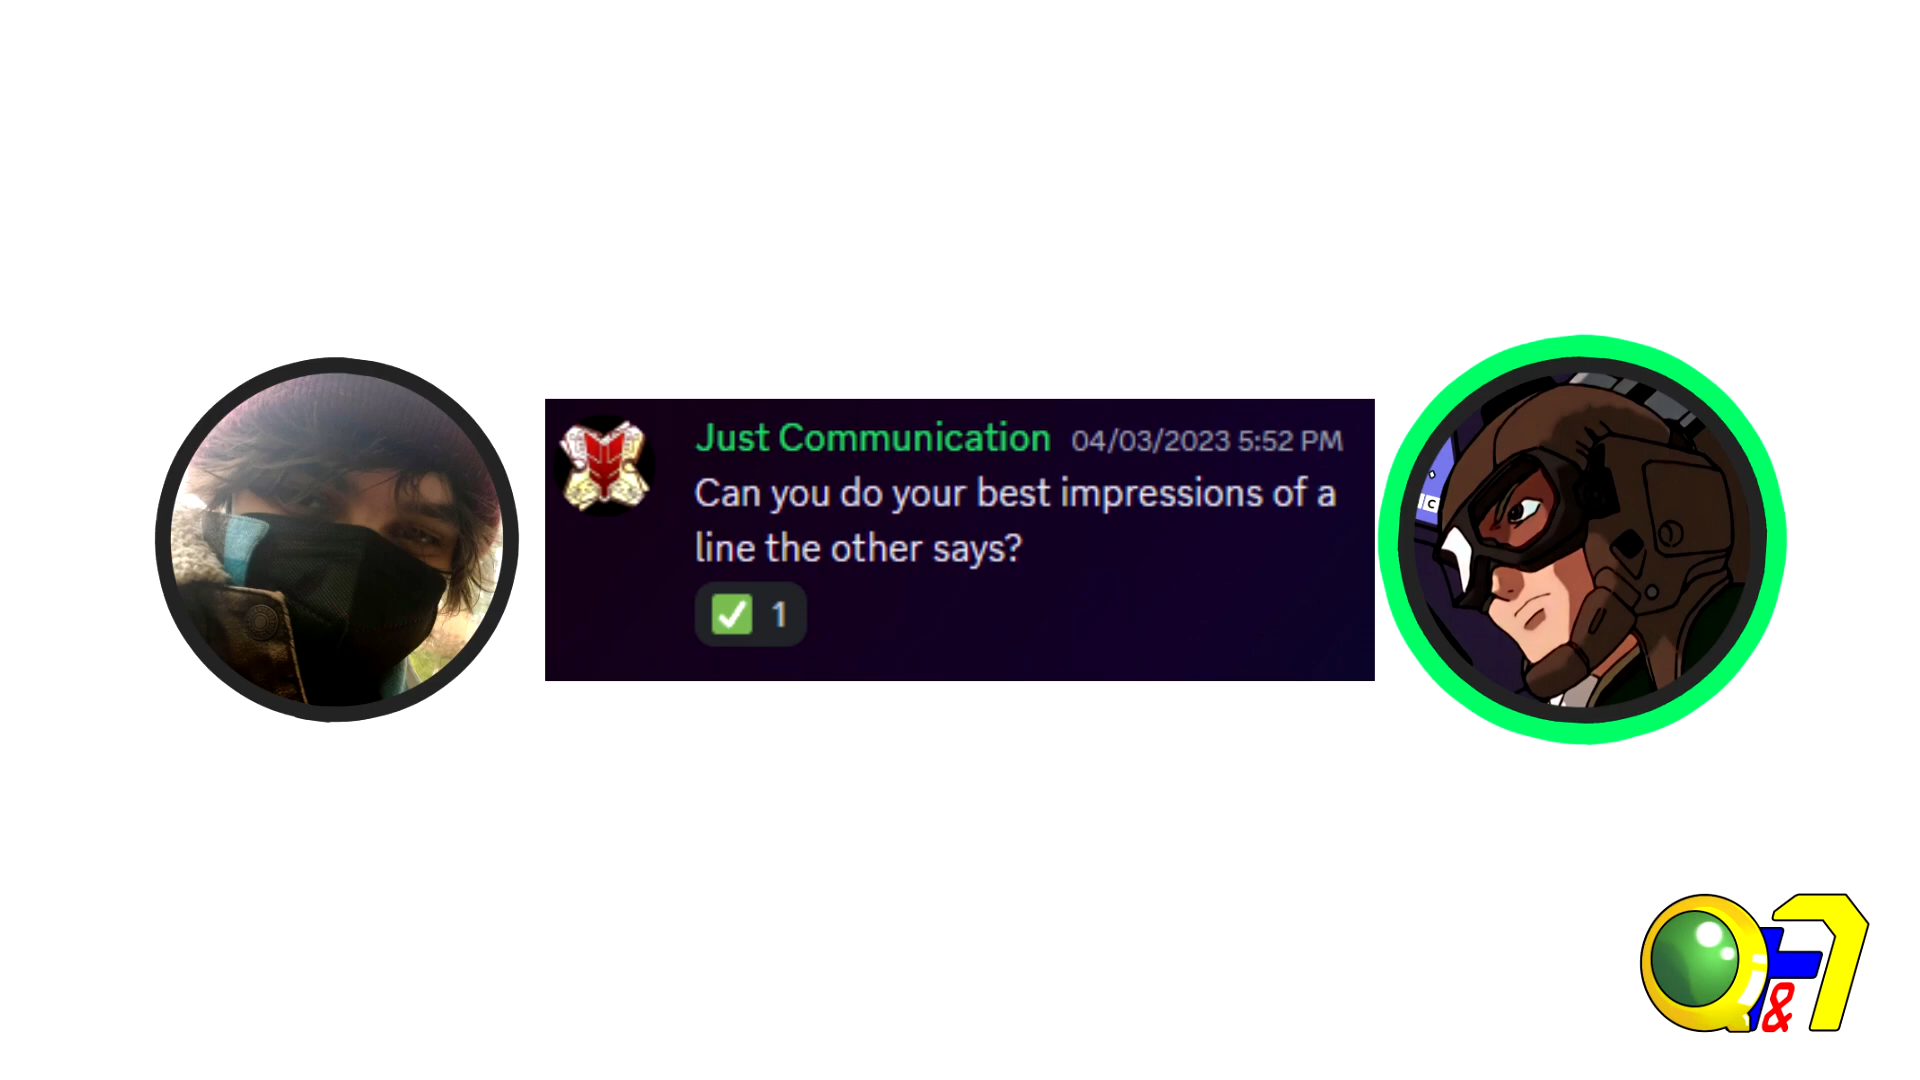 Just Communication 04/03/2023 5:52 PM
Can you do your best impressions of a
line the other says?
✅ 1
C
Q&A